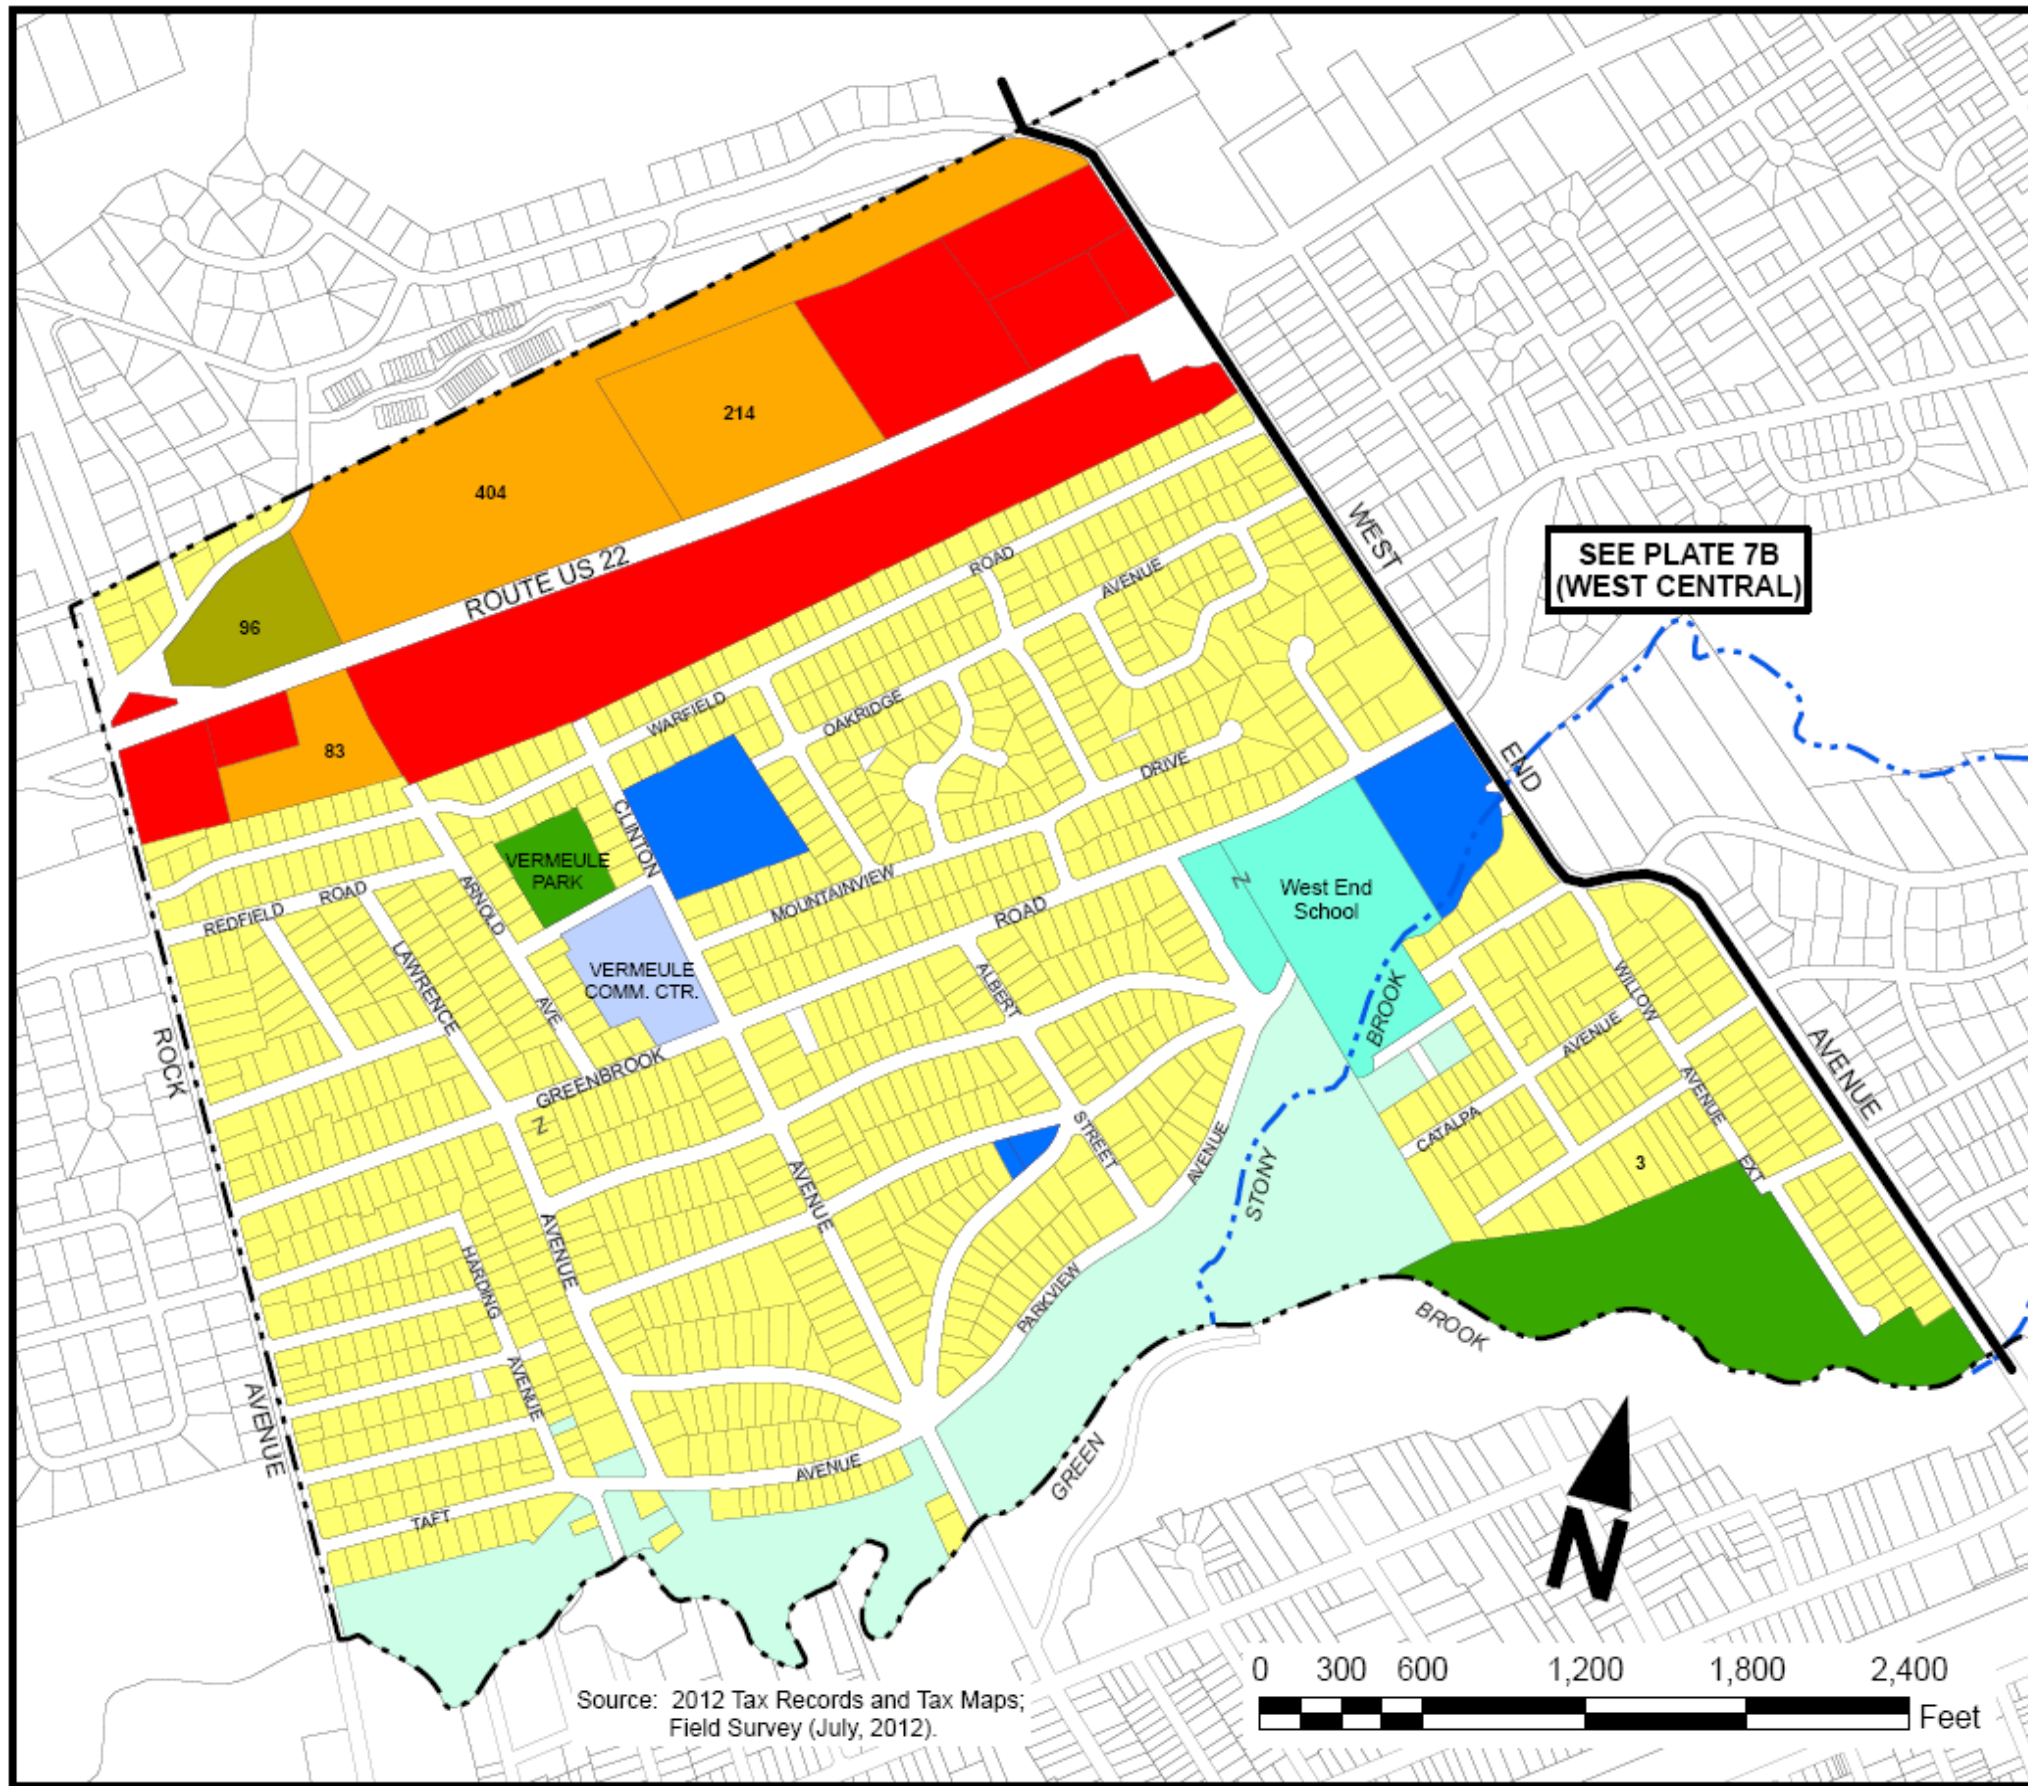 214
404
ROUTE US 22
96
83
WEST
END
AVENUE
SEE PLATE 7B
(WEST CENTRAL)
WARFIELD
ROAD
OAKRIDGE
AVENUE
CLINTON
AVENUE
DRIVE
MOUNTAINVIEW
VERMEULE
PARK
ARNOLD
AVE
REDFIELD
ROAD
LAWRENCE
AVENUE
VERMEULE
COMM. CTR.
GREENBROOK
ROAD
Z
Z
West End
School
ALBERT
STREET
STONY
BROOK
WILLOW
AVENUE
EXT
CATALPA
AVENUE
3
ROCK
AVENUE
HARDING
AVENUE
PARKVIEW
AVENUE
TAFT
AVENUE
GREEN
BROOK
N
0 300 600 1,200 1,800 2,400
Feet
Source: 2012 Tax Records and Tax Maps;
Field Survey (July, 2012).